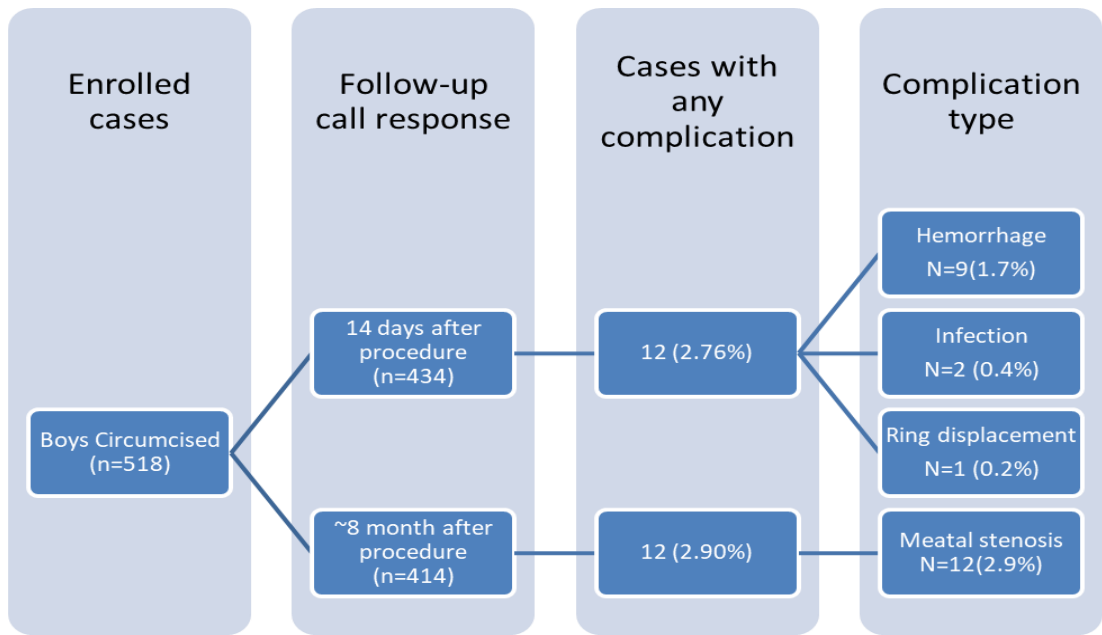 Enrolled
cases
Follow-up
call response
Cases with
any
complication
Complication
type
Boys Circumcised
(n=518)
14 days after
procedure
(n=434)
~8 month after
procedure
(n=414)
12 (2.76%)
12 (2.90%)
Hemorrhage
N=9(1.7%)
Infection
N=2 (0.4%)
Ring displacement
N=1 (0.2%)
Meatal stenosis
N=12(2.9%)